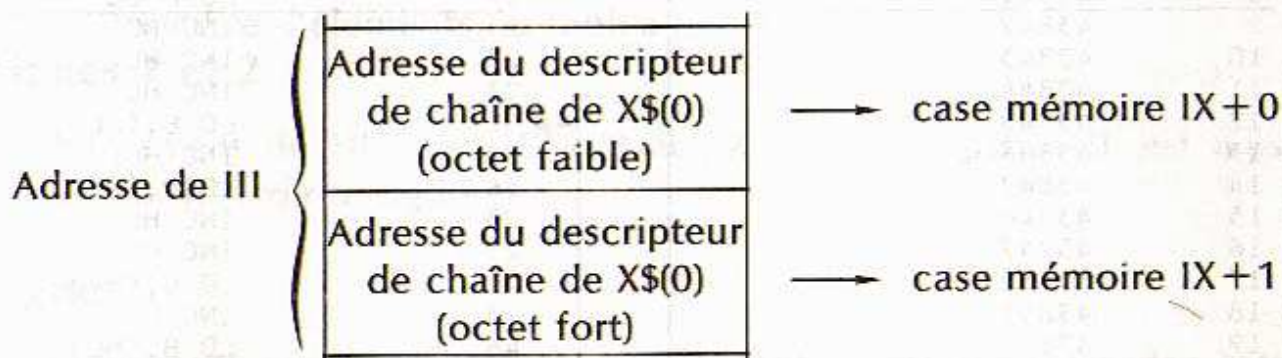 Adresse du descripteur
de chaîne de X$(0) → case mémoire IX+0
(octet faible)
Adresse de III
Adresse du descripteur
de chaîne de X$(0) → case mémoire IX+1
(octet fort)